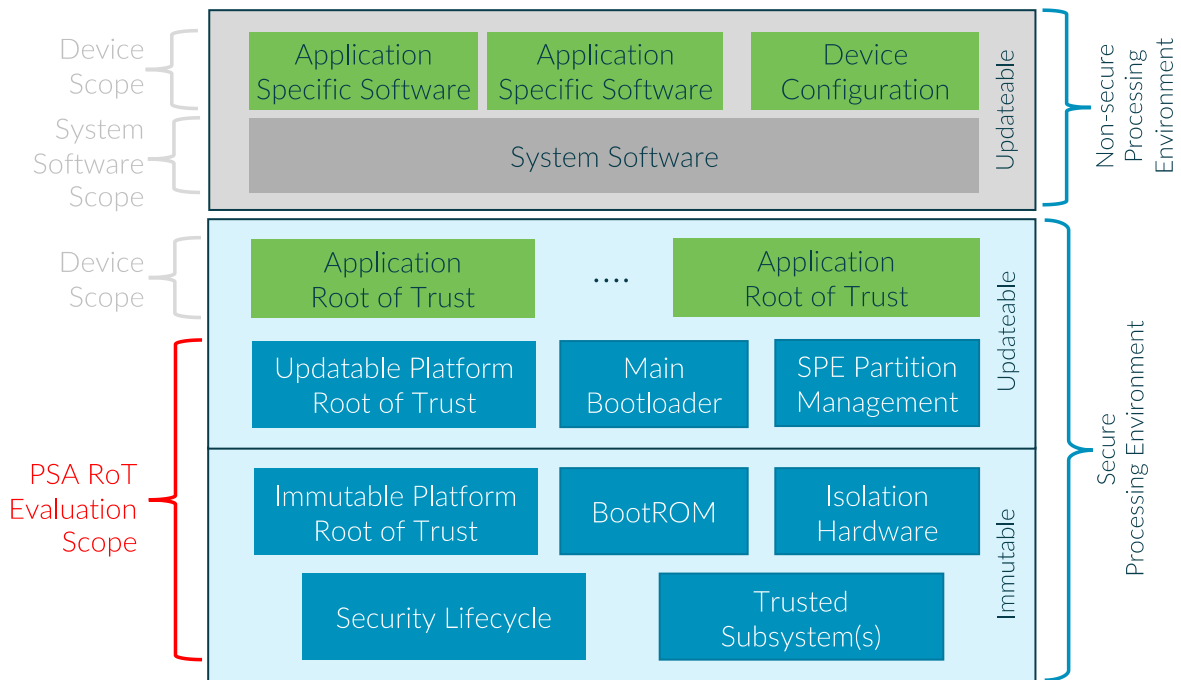 Device
Scope
Application
Specific Software
Application
Specific Software
Device
Configuration
Updateable
Non-secure
Processing
Environment
System
Software
Scope
System Software
Device
Scope
Application
Root of Trust
....
Application
Root of Trust
Updateable
Secure
Processing Environment
Updatable Platform
Root of Trust
Main
Bootloader
SPE Partition
Management
PSA RoT
Evaluation
Scope
Immutable Platform
Root of Trust
BootROM
Isolation
Hardware
Immutable
Security Lifecycle
Trusted
Subsystem(s)